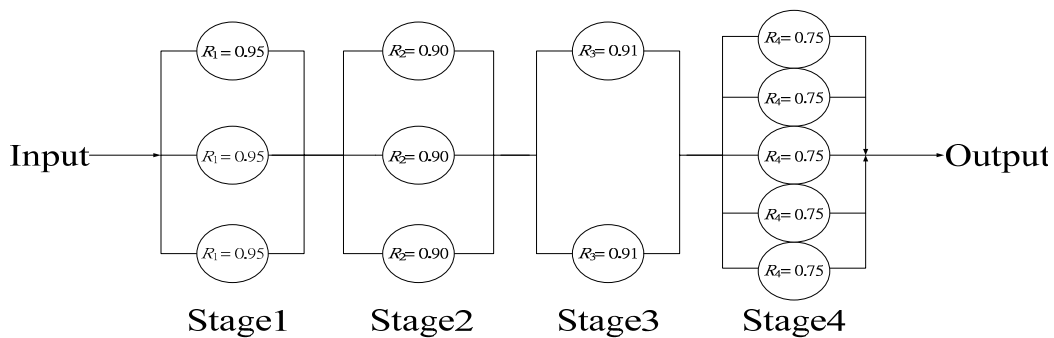 R₁= 0.95
R₂= 0.90
R₃= 0.91
R₄= 0.75
R₄= 0.75
Input
R₁= 0.95
R₂= 0.90
R₄= 0.75
Output
R₄= 0.75
R₁= 0.95
R₂= 0.90
R₃= 0.91
R₄= 0.75
Stage1
Stage2
Stage3
Stage4